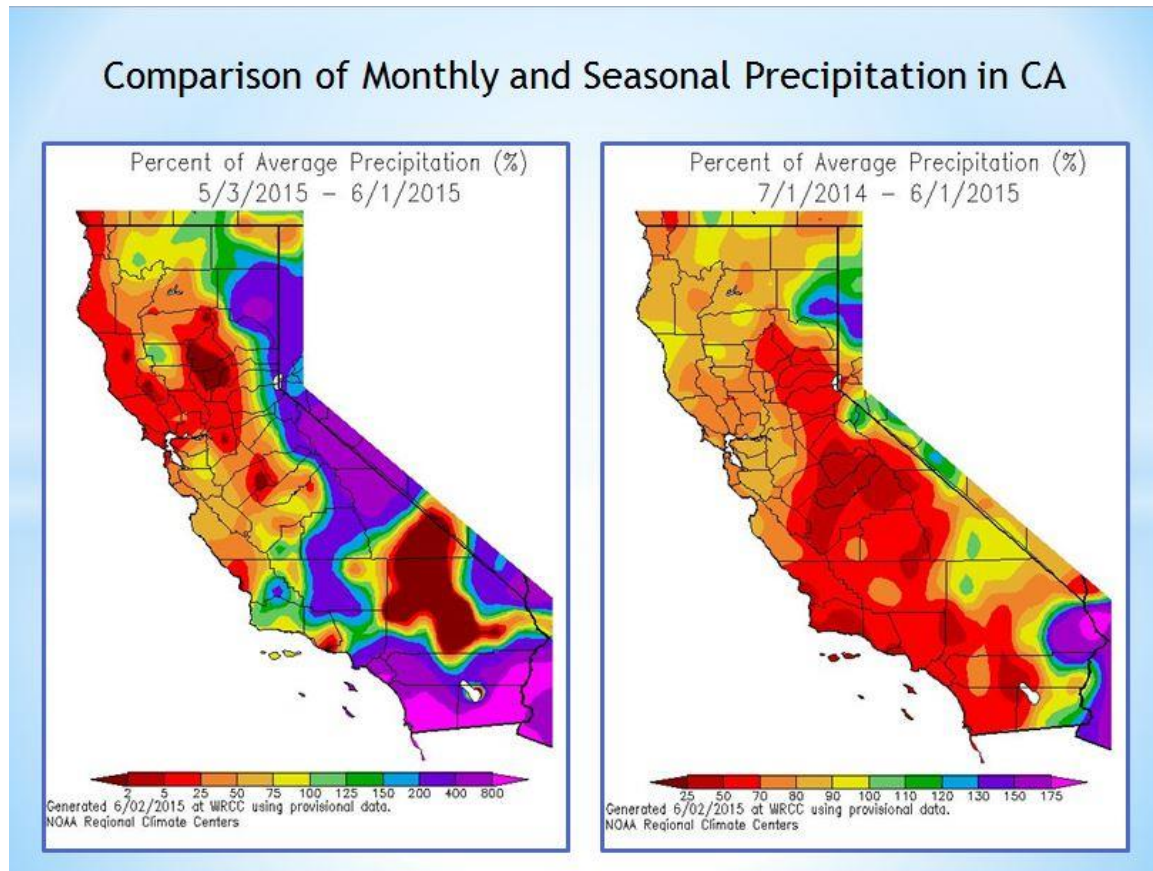 Comparison of Monthly and Seasonal Precipitation in CA
Percent of Average Precipitation (%)
5/3/2015 – 6/1/2015
2 5 25 50 75 100 125 150 200 400 800
Generated 6/02/2015 at WRCC using provisional data.
NOAA Regional Climate Centers
Percent of Average Precipitation (%)
7/1/2014 – 6/1/2015
25 50 70 80 90 100 110 120 130 150 175
Generated 6/02/2015 at WRCC using provisional data.
NOAA Regional Climate Centers